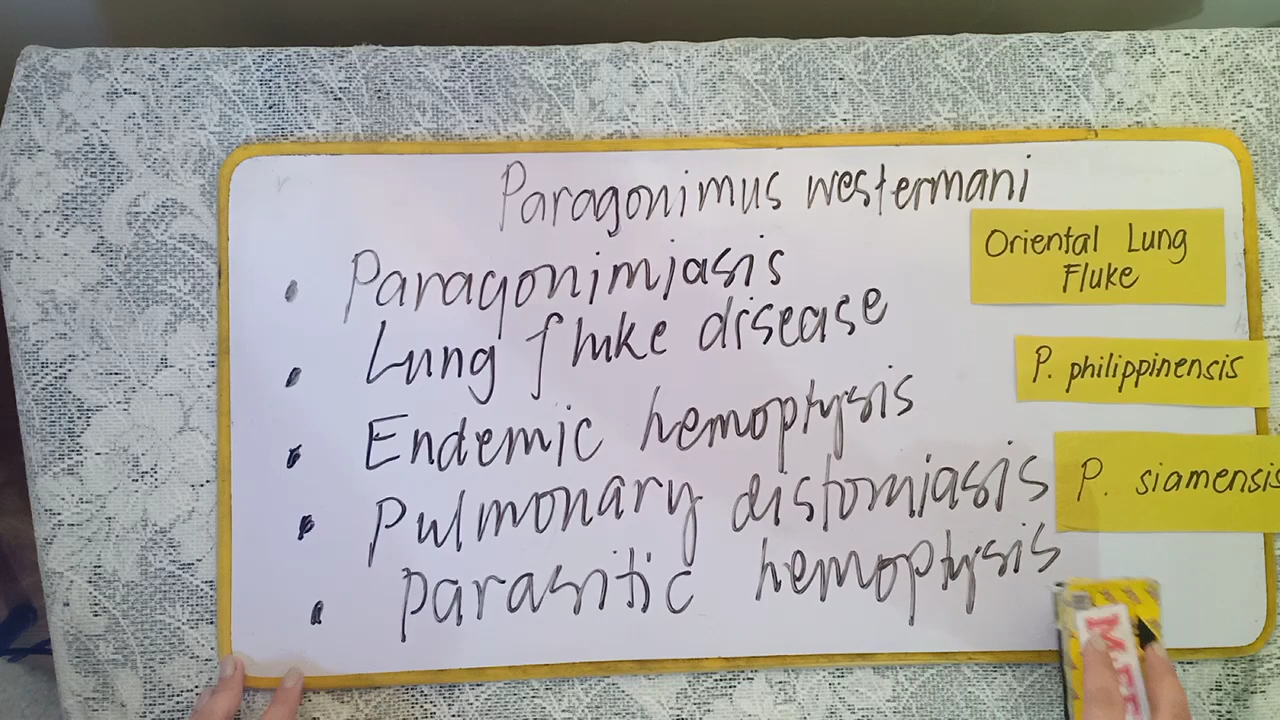 Paragonimus westermani
Oriental Lung
Fluke
• Paragonimiasis
• Lung fluke disease
P. philippinensis
• Endemic hemoptysis
• Pulmonary distomiasis
P. siamensis
• parasitic hemoptysis